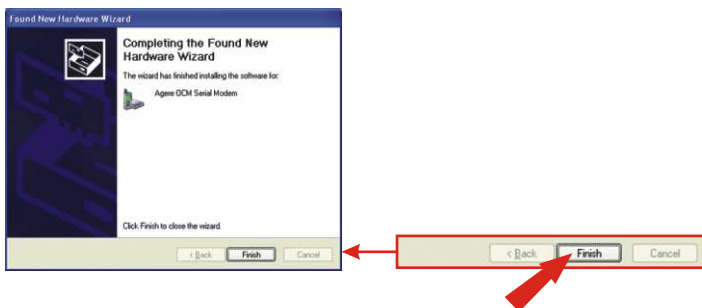 Found New Hardware Wizard
Completing the Found New
Hardware Wizard
The wizard has finished installing the software for:
Agere OCM Serial Modem
Click Finish to close the wizard.
< Back Finish Cancel
< Back Finish Cancel